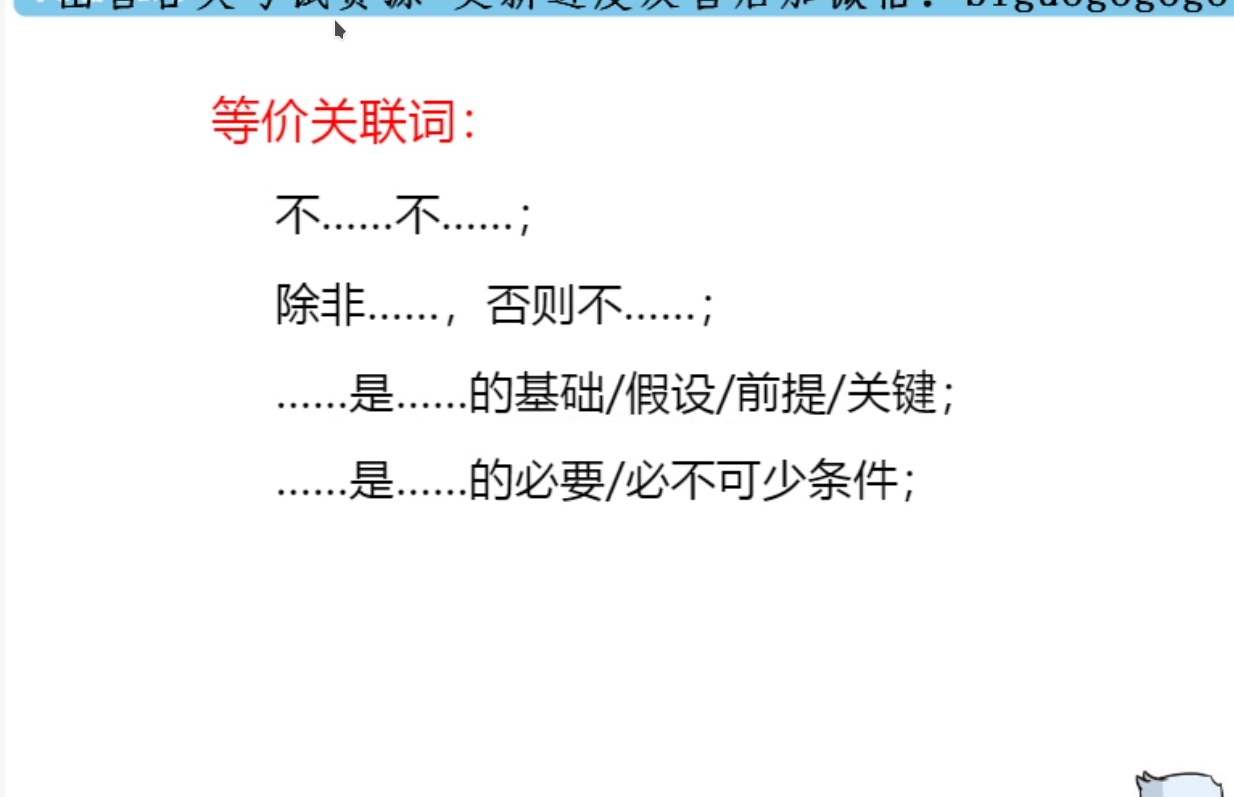 等价关联词：
不……不……；
除非……，否则不……；
……是……的基础/假设/前提/关键；
……是……的必要/必不可少条件；